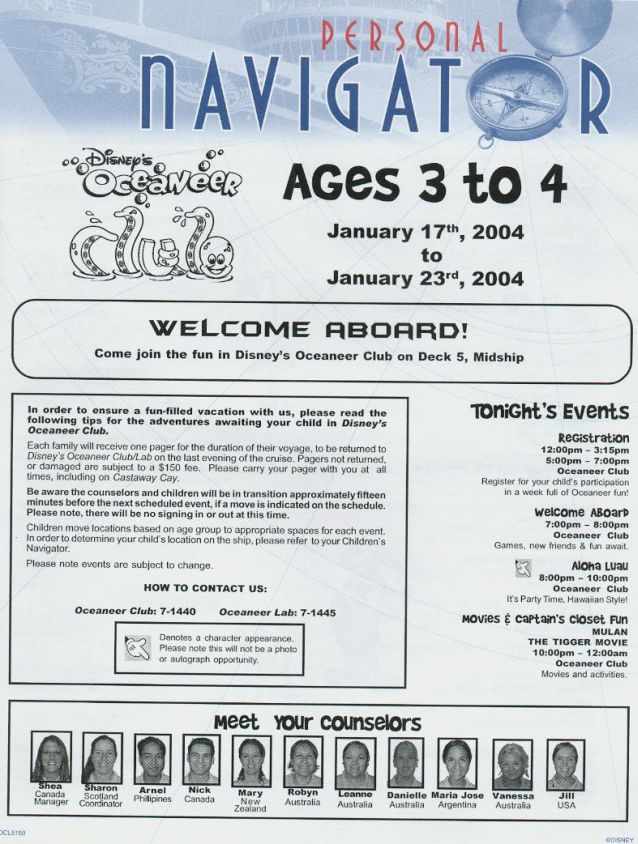 PERSONAL
NAVIGATOR
Disney's
Oceaneer
club
Ages 3 to 4
January 17th, 2004
to
January 23rd, 2004
WELCOME ABOARD!
Come join the fun in Disney's Oceaneer Club on Deck 5, Midship
In order to ensure a fun-filled vacation with us, please read the
following tips for the adventures awaiting your child in Disney's
Oceaneer Club.
Each family will receive one pager for the duration of their voyage, to be returned to
Disney's Oceaneer Club/Lab on the last evening of the cruise. Pagers not returned,
or damaged are subject to a $150 fee. Please carry your pager with you at all
times, including on Castaway Cay.
Be aware the counselors and children will be in transition approximately fifteen
minutes before the next scheduled event, if a move is indicated on the schedule.
Please note, there will be no signing in or out at this time.
Children move locations based on age group to appropriate spaces for each event.
In order to determine your child's location on the ship, please refer to your Children's
Navigator.
Please note events are subject to change.
HOW TO CONTACT US:
Oceaneer Club: 7-1440 Oceaneer Lab: 7-1445
Denotes a character appearance.
Please note this will not be a photo
or autograph opportunity.
Tonight's Events
Registration
12:00pm – 3:15pm
5:00pm – 7:00pm
Oceaneer Club
Register for your child's participation
in a week full of Oceaneer fun!
Welcome Aboard
7:00pm – 8:00pm
Oceaneer Club
Games, new friends & fun await.
Aloha Luau
8:00pm – 10:00pm
Oceaneer Club
It's Party Time, Hawaiian Style!
Movies & Captain's Closet Fun
MULAN
THE TIGGER MOVIE
10:00pm – 12:00am
Oceaneer Club
Movies and activities.
Meet Your Counselors
Shea
Canada
Manager
Sharon
Scotland
Coordinator
Arnel
Phillipines
Nick
Canada
Mary
New
Zealand
Robyn
Australia
Leanne
Australia
Danielle
Australia
Maria Jose
Argentina
Vanessa
Australia
Jill
USA
DCL5150
©DISNEY